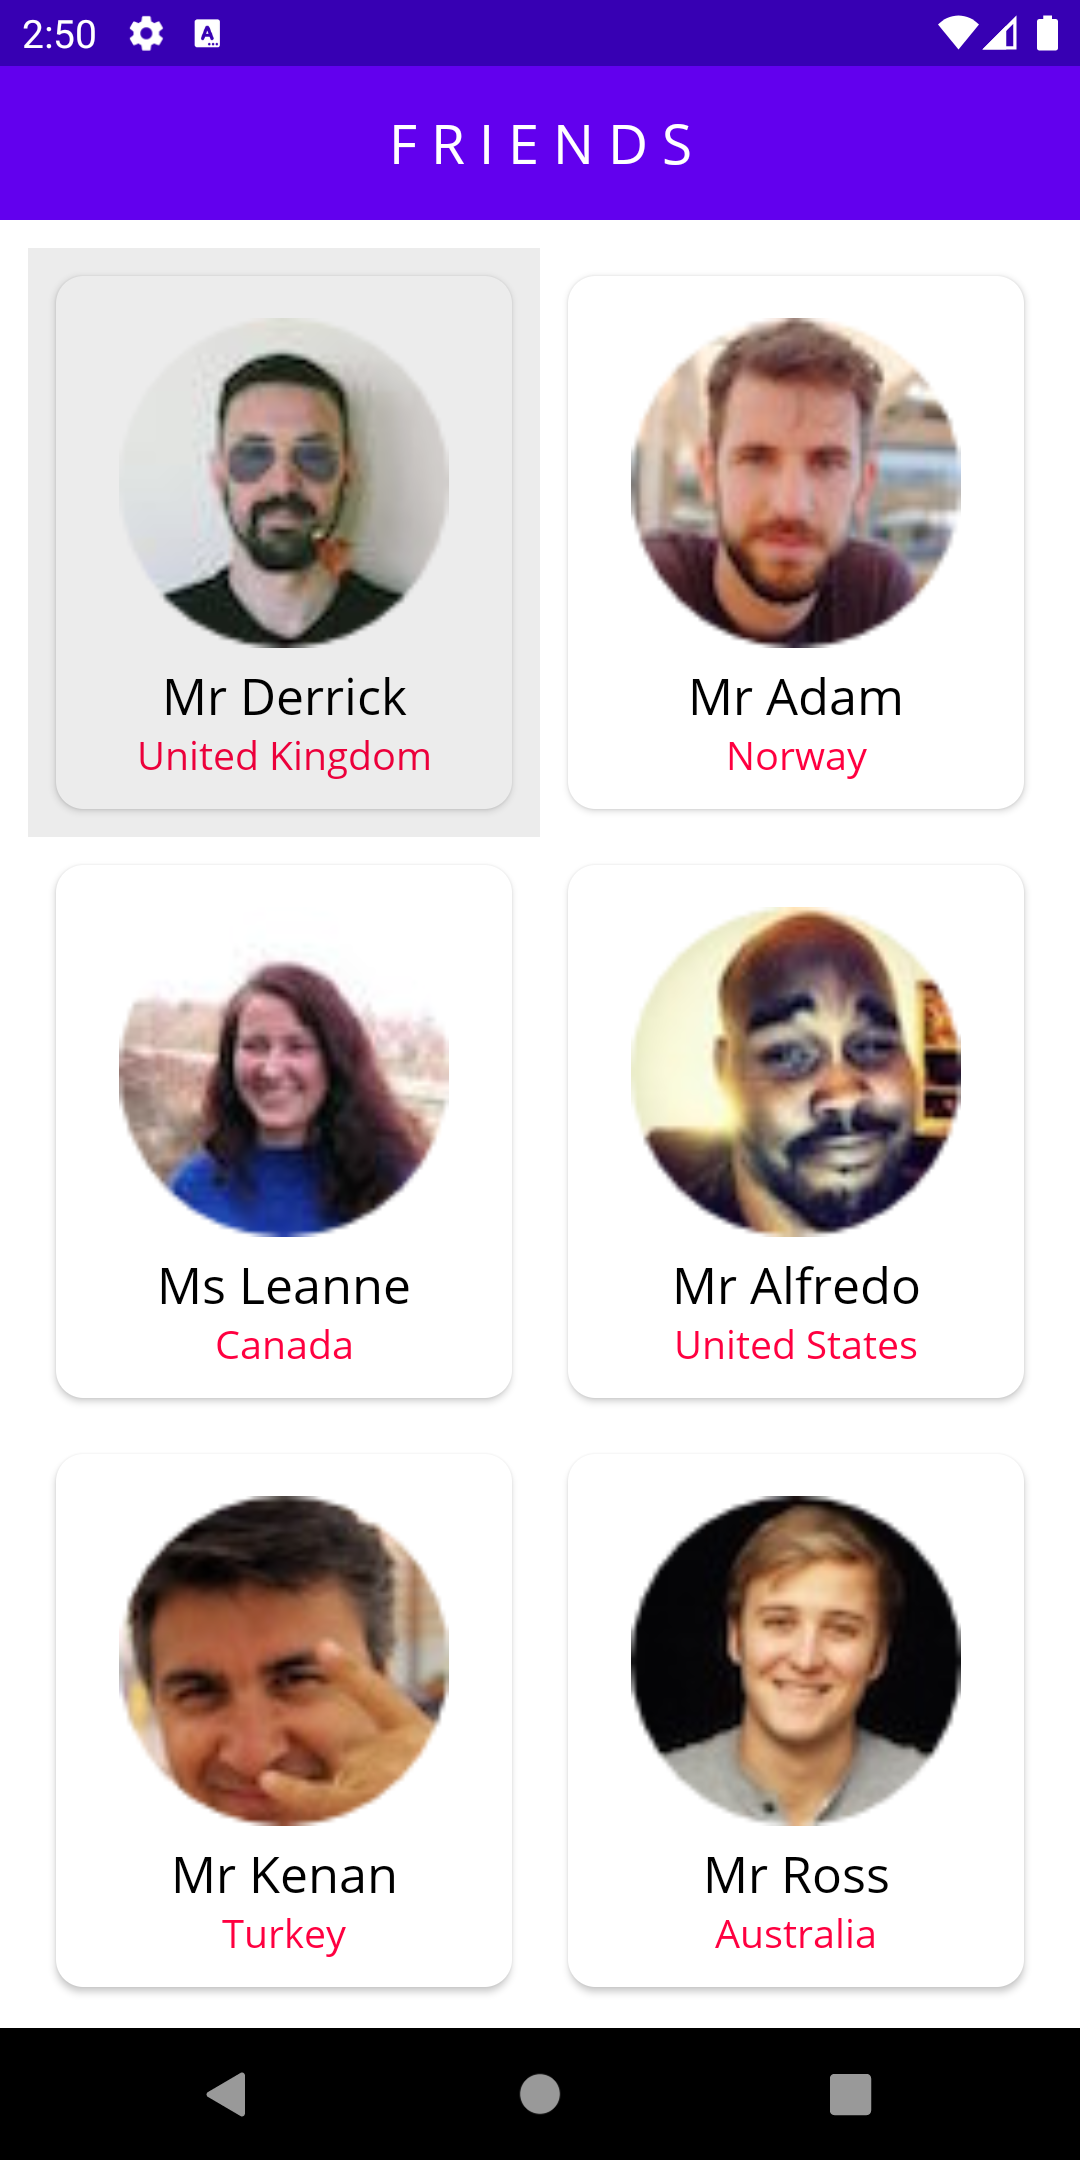 2:50
FRIENDS
Mr Derrick
United Kingdom
Mr Adam
Norway
Ms Leanne
Canada
Mr Alfredo
United States
Mr Kenan
Turkey
Mr Ross
Australia